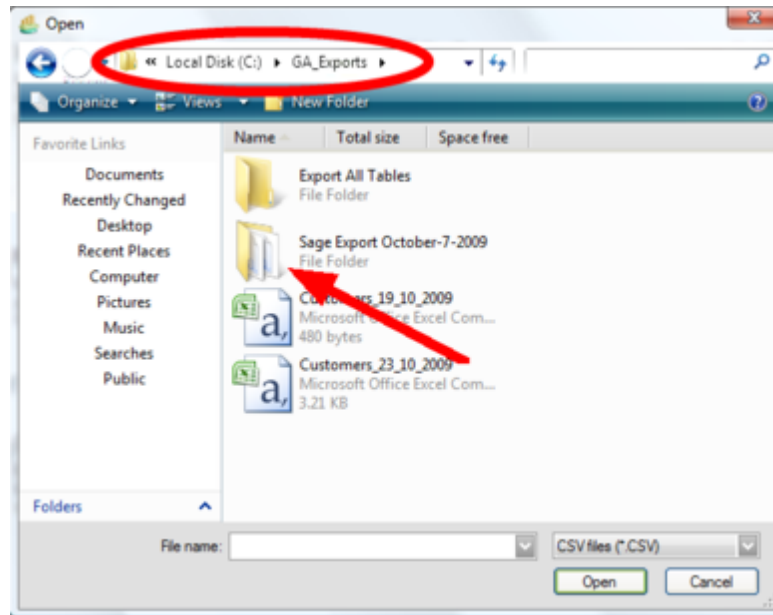 Open
« Local Disk (C:) ▸ GA_Exports ▸
Organize Views New Folder
Favorite Links
Documents
Recently Changed
Desktop
Recent Places
Computer
Pictures
Music
Searches
Public
Folders
Name Total size Space free
Export All Tables
File Folder
Sage Export October-7-2009
File Folder
Customers_19_10_2009
Microsoft Office Excel Com...
480 bytes
Customers_23_10_2009
Microsoft Office Excel Com...
3.21 KB
File name:
CSV files (*.CSV)
Open Cancel